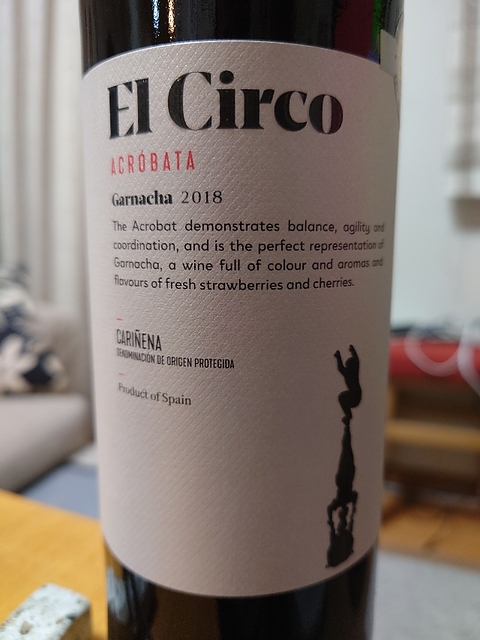 El Circo
ACRÓBATA
Garnacha 2018
The Acrobat demonstrates balance, agility and
coordination, and is the perfect representation of
Garnacha, a wine full of colour and aromas and
flavours of fresh strawberries and cherries.
CARIÑENA
DENOMINACIÓN DE ORIGEN PROTEGIDA
Product of Spain